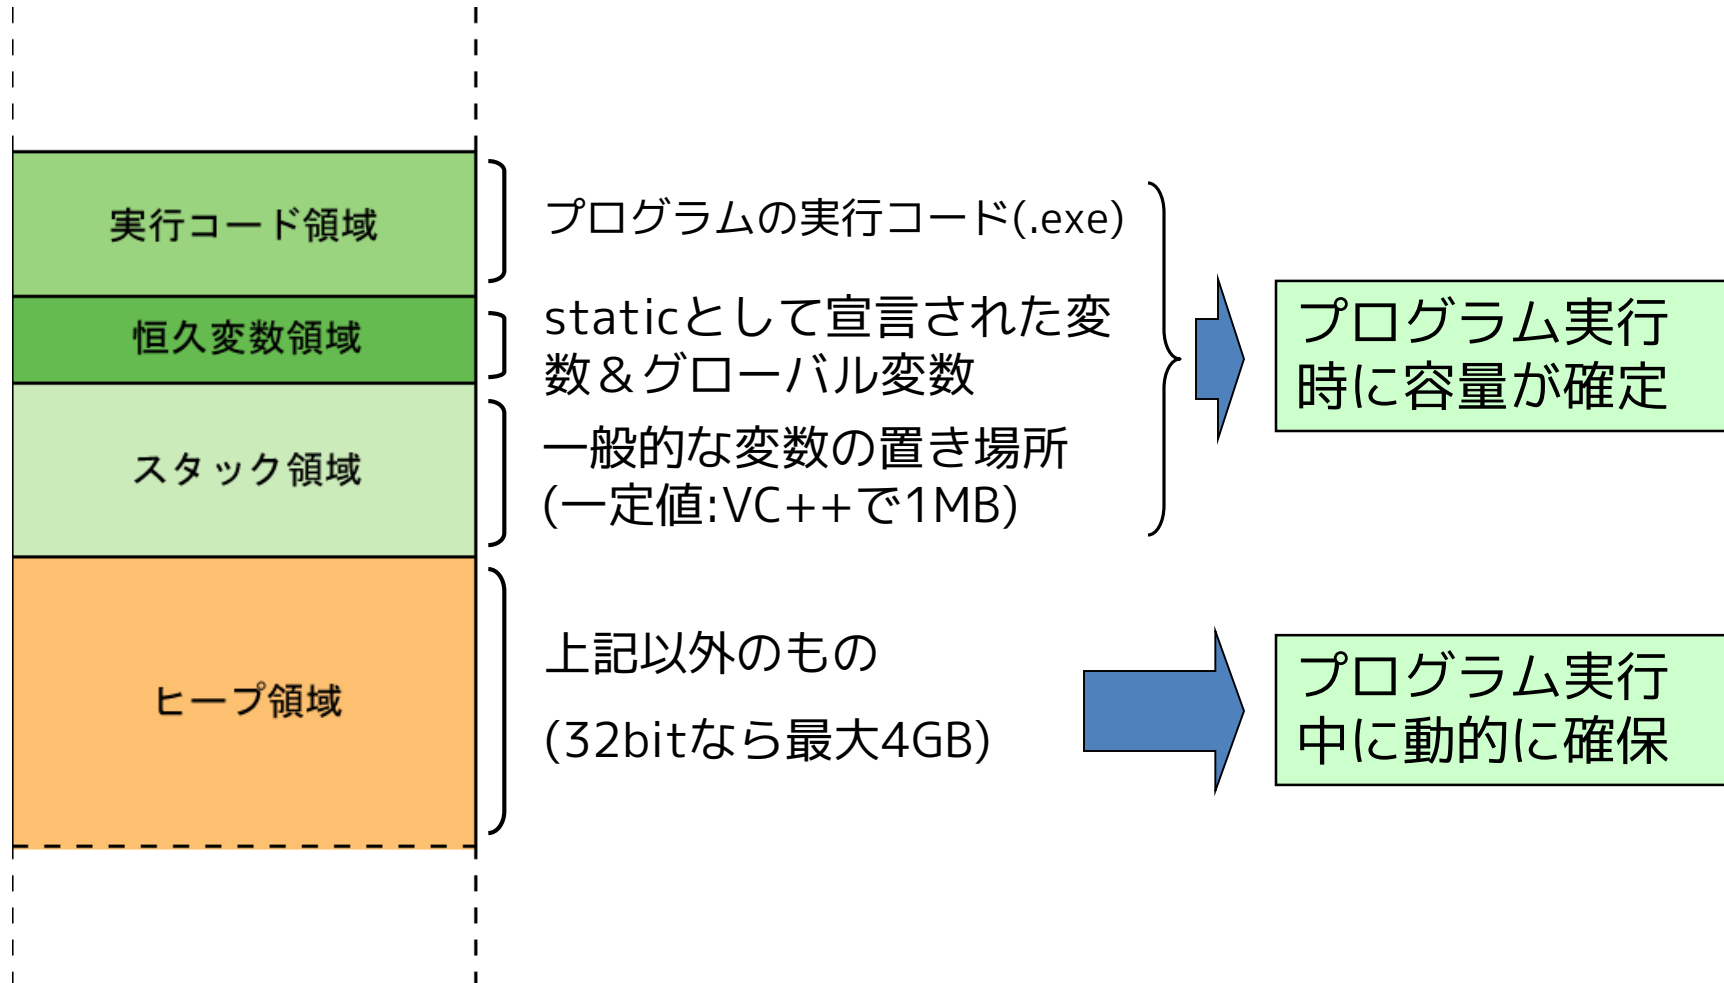 実行コード領域
プログラムの実行コード(.exe)
恒久変数領域
staticとして宣言された変
数＆グローバル変数
スタック領域
一般的な変数の置き場所
(一定値:VC++で1MB)
プログラム実行
時に容量が確定
ヒープ領域
上記以外のもの
(32bitなら最大4GB)
プログラム実行
中に動的に確保